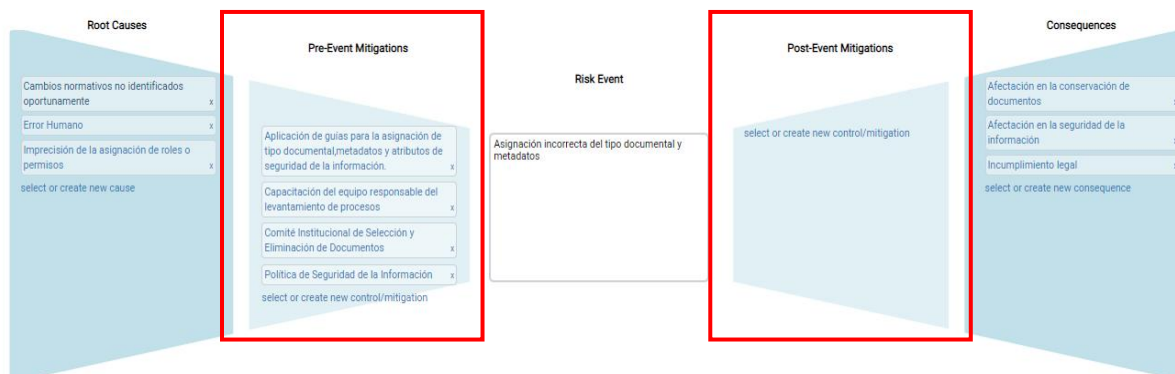 Root Causes
Cambios normativos no identificados
oportunamente x
Error Humano x
Imprecisión de la asignación de roles o
permisos x
select or create new cause
Pre-Event Mitigations
Aplicación de guías para la asignación de
tipo documental,metadatos y atributos de
seguridad de la información. x
Capacitación del equipo responsable del
levantamiento de procesos x
Comité Institucional de Selección y
Eliminación de Documentos x
Política de Seguridad de la Información x
select or create new control/mitigation
Risk Event
Asignación incorrecta del tipo documental y
metadatos
Post-Event Mitigations
select or create new control/mitigation
Consequences
Afectación en la conservación de
documentos x
Afectación en la seguridad de la
información x
Incumplimiento legal x
select or create new consequence